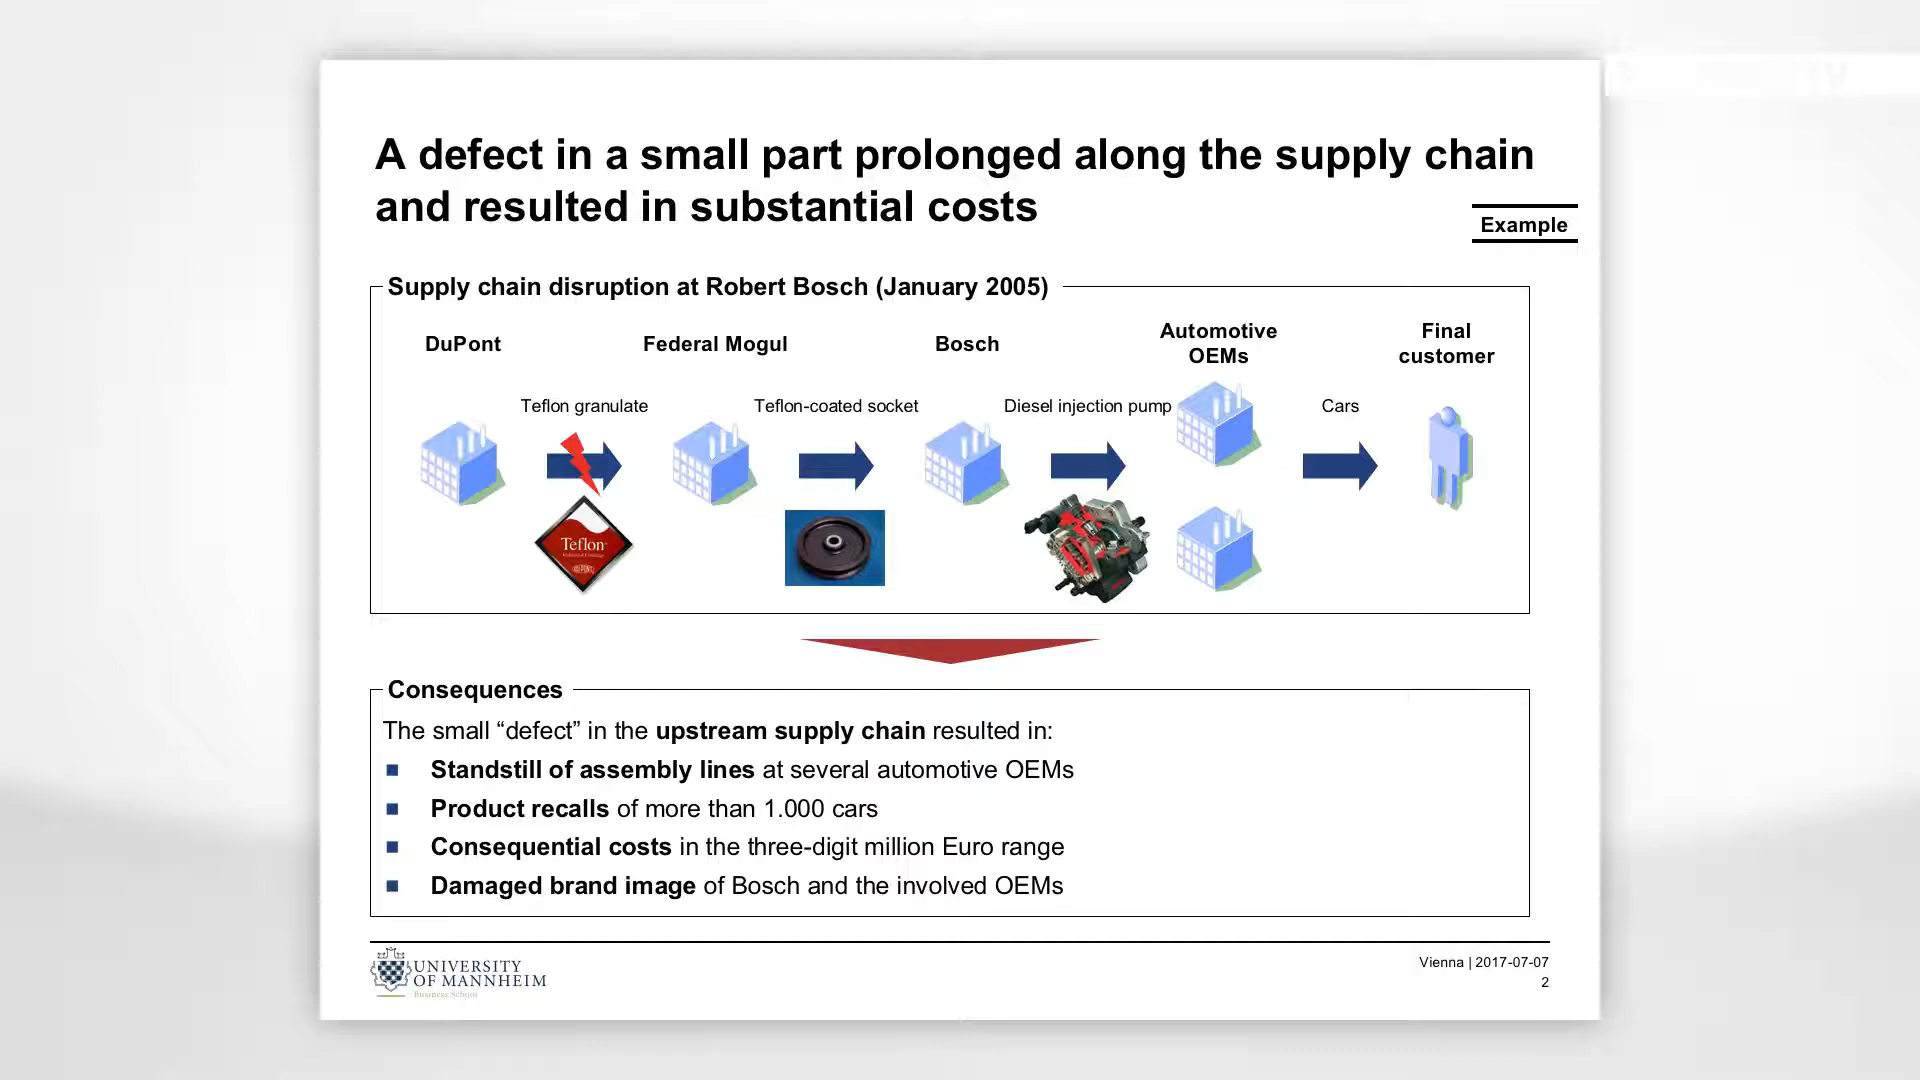 A defect in a small part prolonged along the supply chain
and resulted in substantial costs
Example
Supply chain disruption at Robert Bosch (January 2005)
DuPont
Federal Mogul
Bosch
Automotive
OEMs
Final
customer
Teflon granulate
Teflon-coated socket
Diesel injection pump
Cars
Teflon
Consequences
The small “defect” in the upstream supply chain resulted in:
Standstill of assembly lines at several automotive OEMs
Product recalls of more than 1.000 cars
Consequential costs in the three-digit million Euro range
Damaged brand image of Bosch and the involved OEMs
UNIVERSITY
OF MANNHEIM
Business School
Vienna | 2017-07-07
2